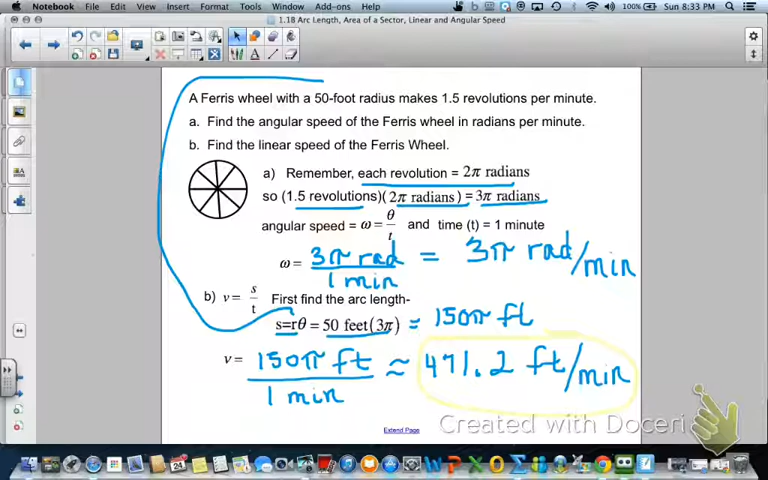 Notebook File Edit View Insert Format Window Add-ons Help 100% Sun 8:33 PM
1.1B Arc Length, Area of a Sector, Linear and Angular Speed
A Ferris wheel with a 50-foot radius makes 1.5 revolutions per minute.
a. Find the angular speed of the Ferris wheel in radians per minute.
b. Find the linear speed of the Ferris Wheel.
a) Remember, each revolution = 2π radians
so (1.5 revolutions)(2π radians) = 3π radians
angular speed = ω = θ/t and time (t) = 1 minute
ω = 3π rad / 1 min = 3π rad/min
b) v = s/t First find the arc length-
s=rθ = 50 feet(3π) = 150π ft
v = 150π ft / 1 min ≈ 471.2 ft/min
Extend Page
Created with Doceri